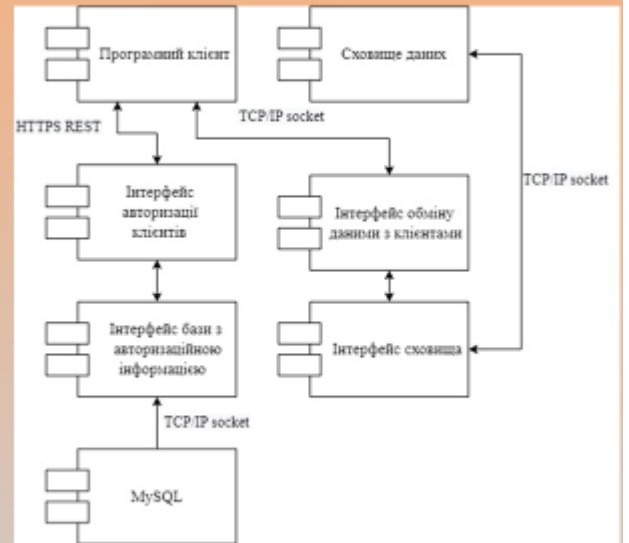 Програмний клієнт
Сховище даних
HTTPS REST
TCP/IP socket
TCP/IP socket
Інтерфейс
авторизації
клієнтів
Інтерфейс обміну
даними з клієнтами
Інтерфейс бази з
авторизаційною
інформацією
Інтерфейс сховища
TCP/IP socket
MySQL